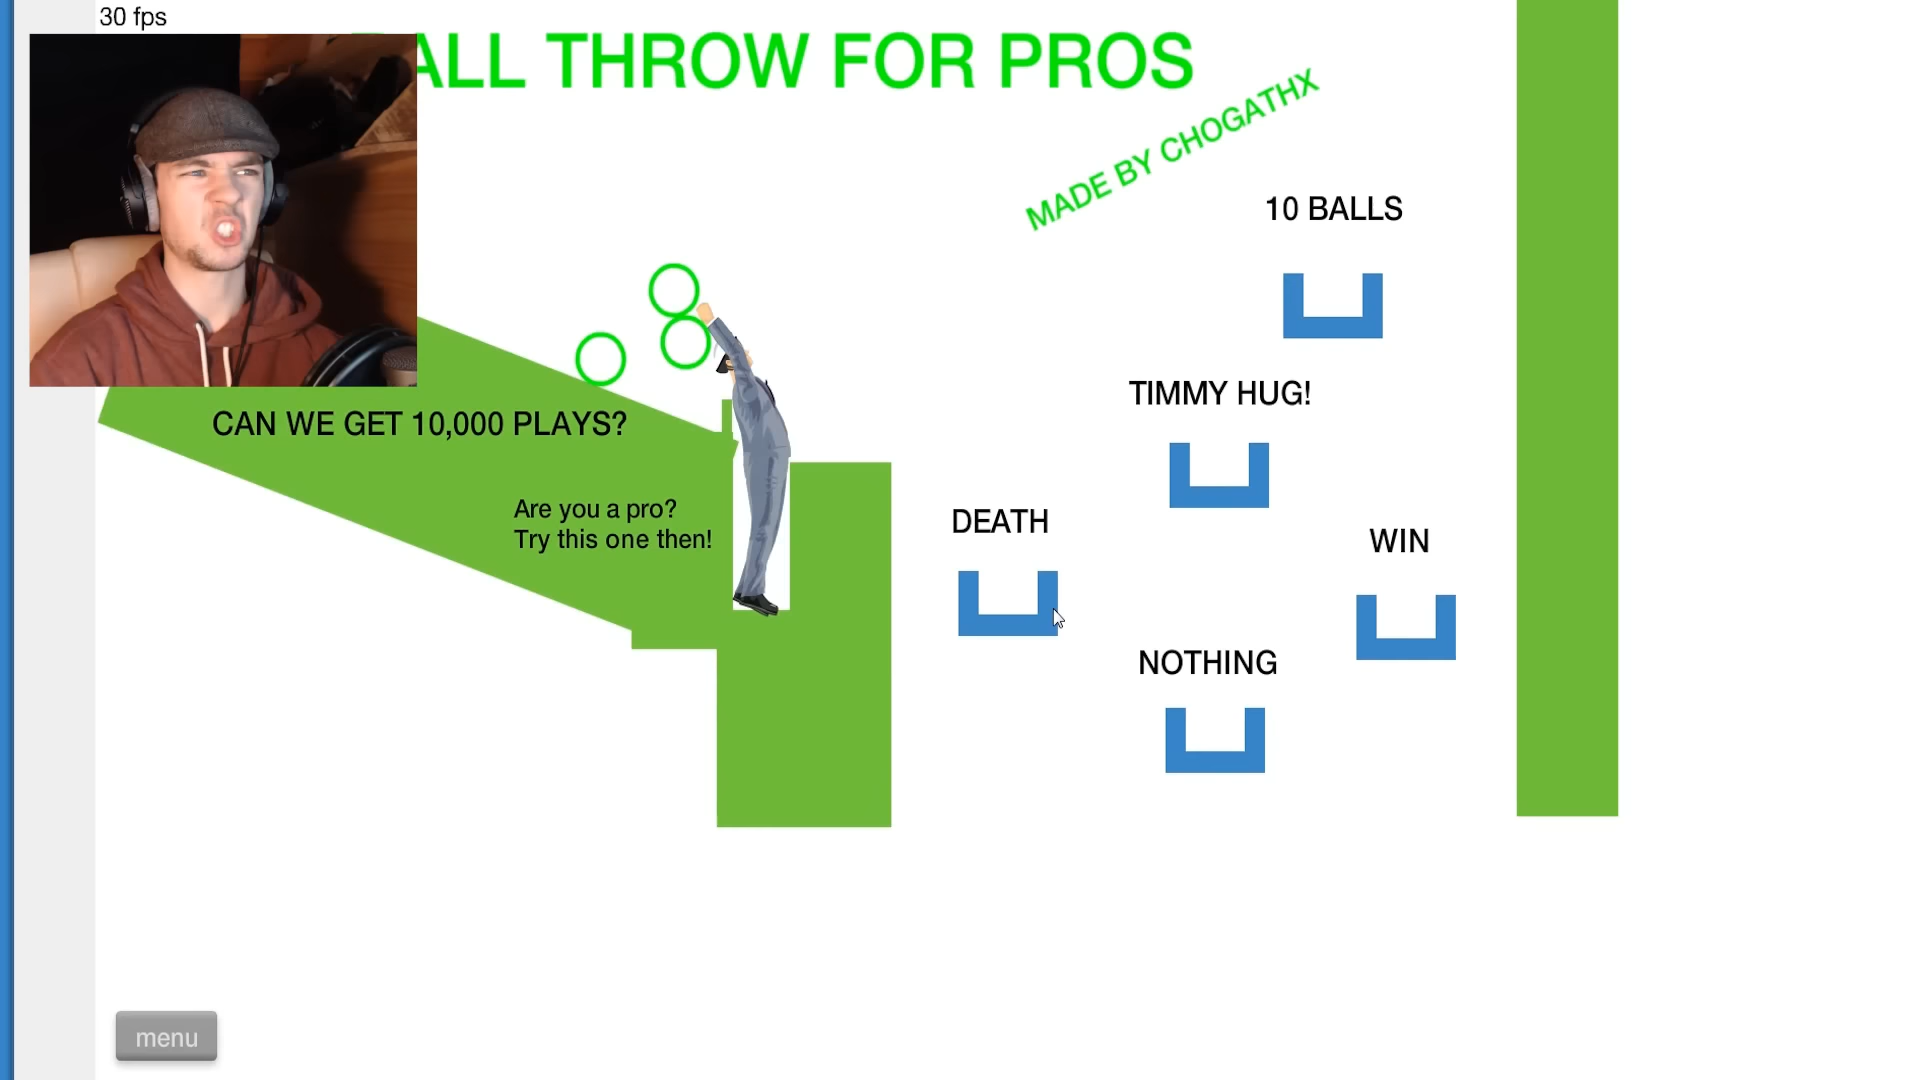 30 fps
ALL THROW FOR PROS
MADE BY CHOGATHX
10 BALLS
TIMMY HUG!
CAN WE GET 10,000 PLAYS?
Are you a pro?
Try this one then!
DEATH
WIN
NOTHING
menu